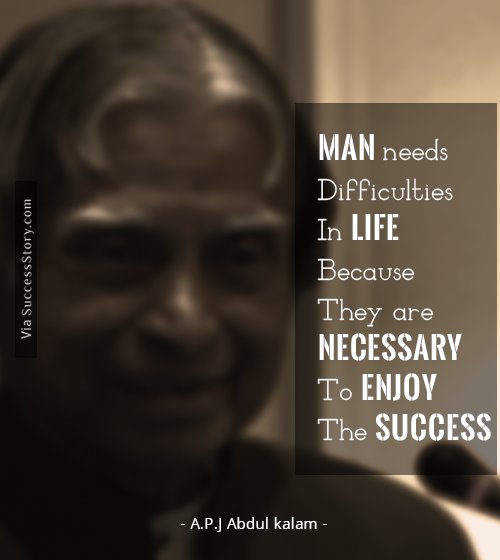 MAN needs
Difficulties
In LIFE
Because
They are
NECESSARY
To ENJOY
The SUCCESS
Via SuccessStory.com
- A.P.J Abdul kalam -